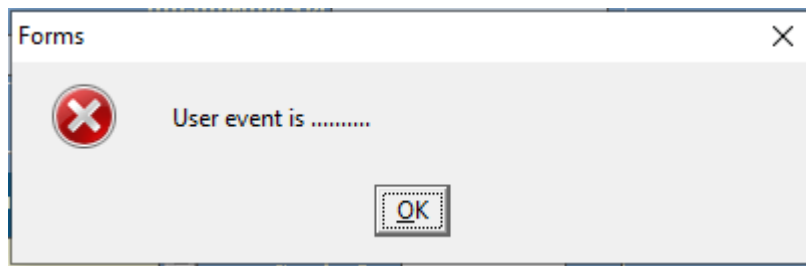 Forms
User event is ..........
OK